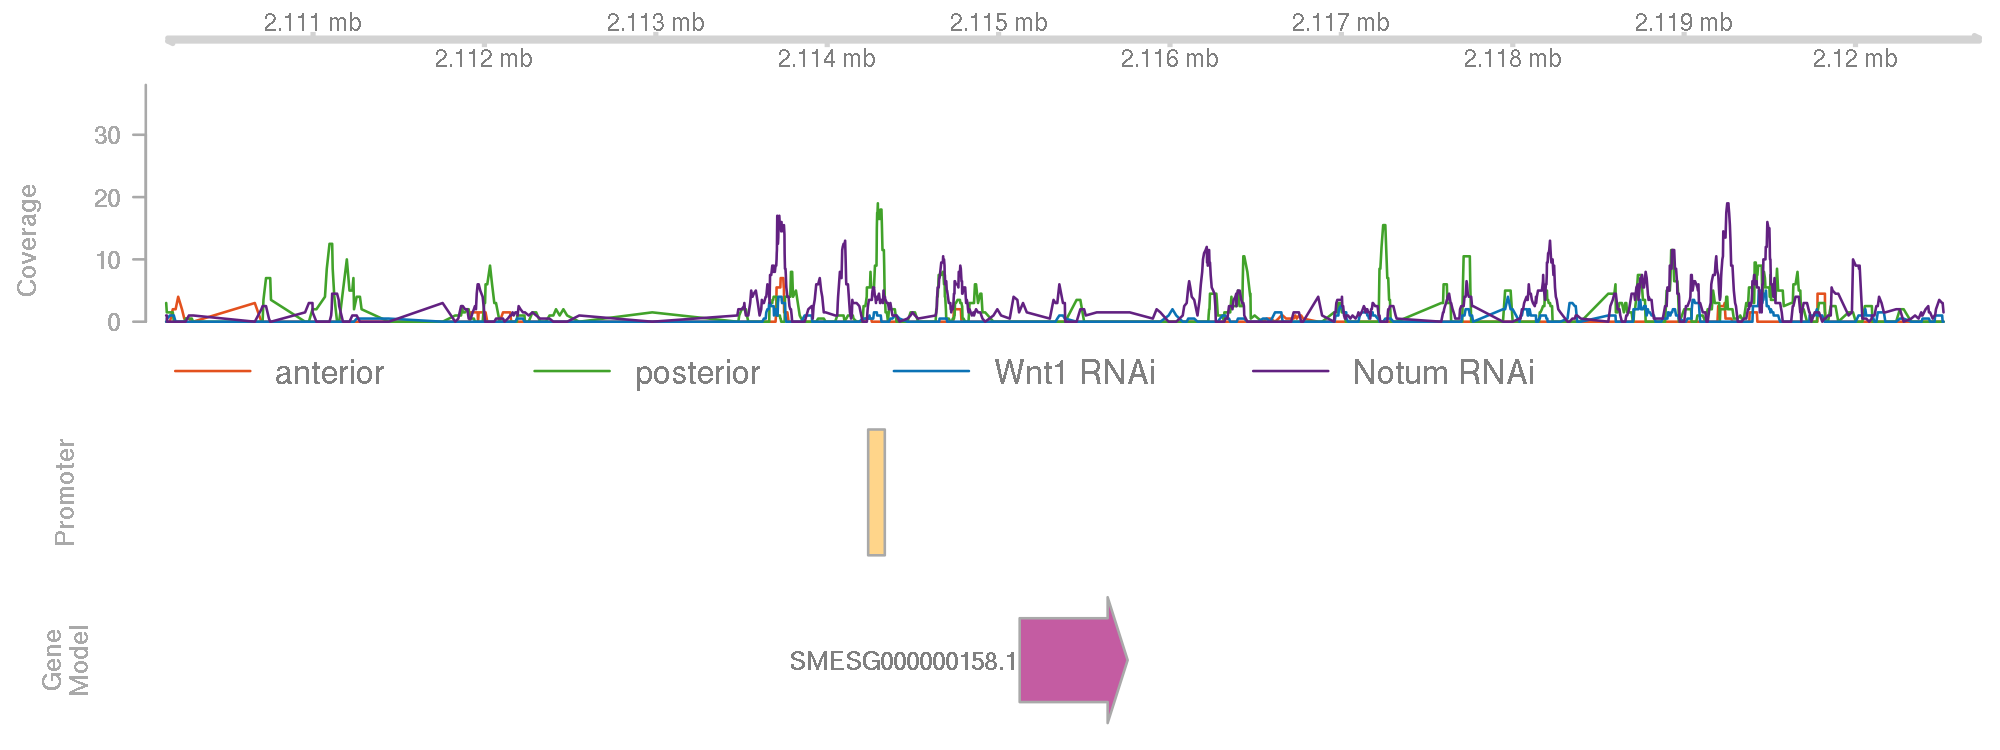 2.111 mb 2.113 mb 2.115 mb 2.117 mb 2.119 mb
2.112 mb 2.114 mb 2.116 mb 2.118 mb 2.12 mb
Coverage
30
20
10
0
anterior posterior Wnt1 RNAi Notum RNAi
Promoter
Gene
Model
SMESG000000158.1